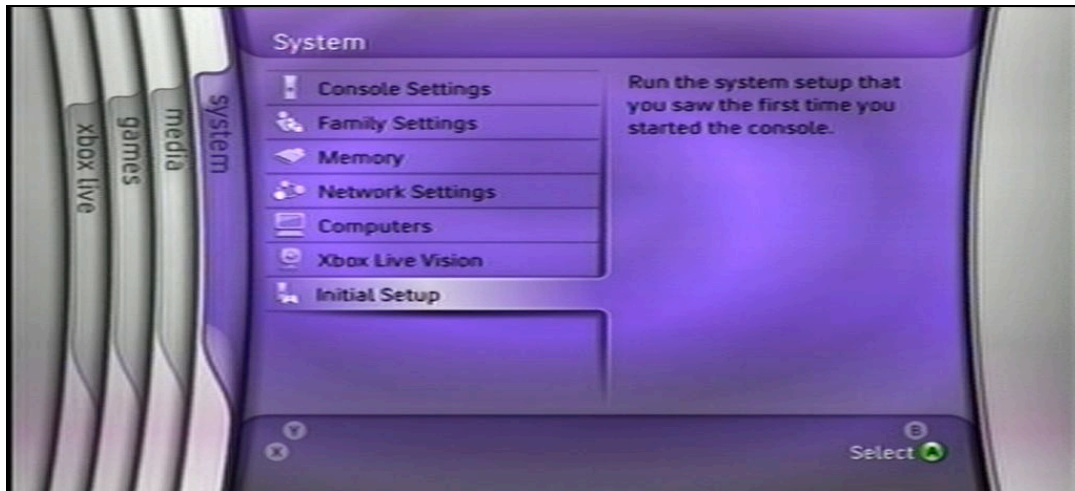 System
xbox live
games
media
system
Console Settings
Family Settings
Memory
Network Settings
Computers
Xbox Live Vision
Initial Setup
Run the system setup that
you saw the first time you
started the console.
Y
X
B
Select A